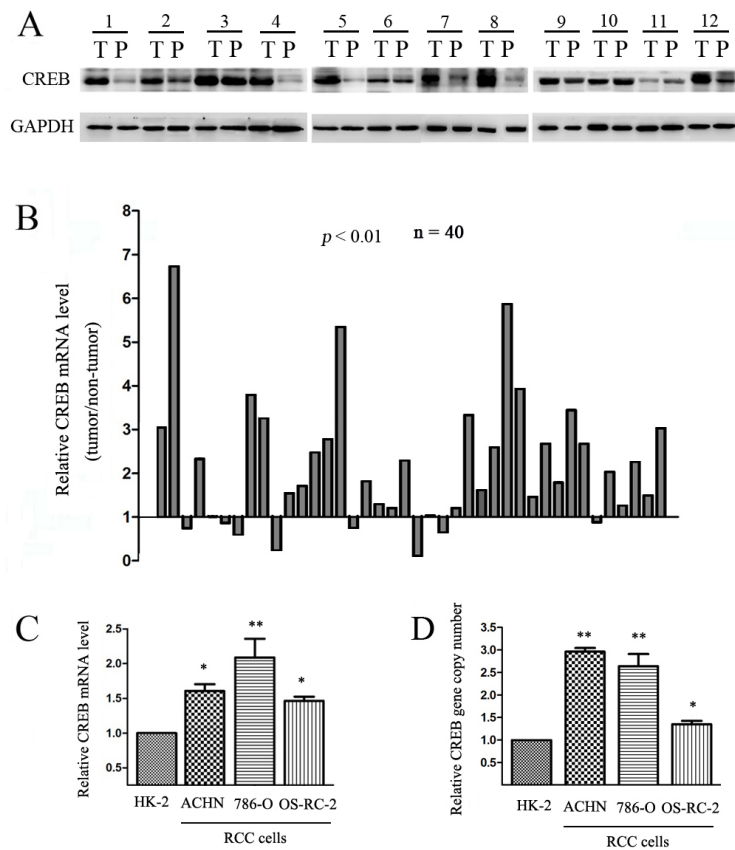 A
1 2 3 4 5 6 7 8 9 10 11 12
T P T P T P T P T P T P T P T P T P T P T P T P
CREB
GAPDH
B
Relative CREB mRNA level
(tumor/non-tumor)
p < 0.01 n = 40
8
7
6
5
4
3
2
1
0
C
Relative CREB mRNA level
2.5
2.0
1.5
1.0
0.5
* ** *
HK-2 ACHN 786-O OS-RC-2
RCC cells
D
Relative CREB gene copy number
3.5
3.0
2.5
2.0
1.5
1.0
0.5
** ** *
HK-2 ACHN 786-O OS-RC-2
RCC cells